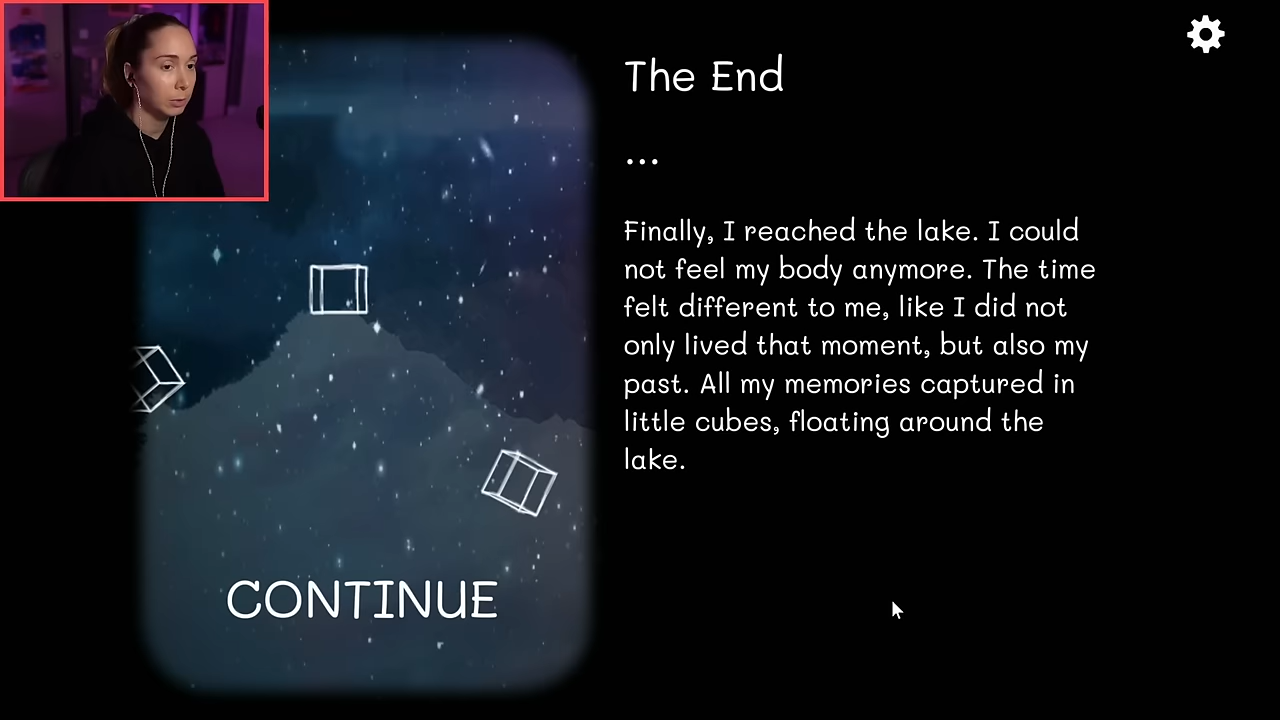 The End
...
Finally, I reached the lake. I could
not feel my body anymore. The time
felt different to me, like I did not
only lived that moment, but also my
past. All my memories captured in
little cubes, floating around the
lake.
CONTINUE